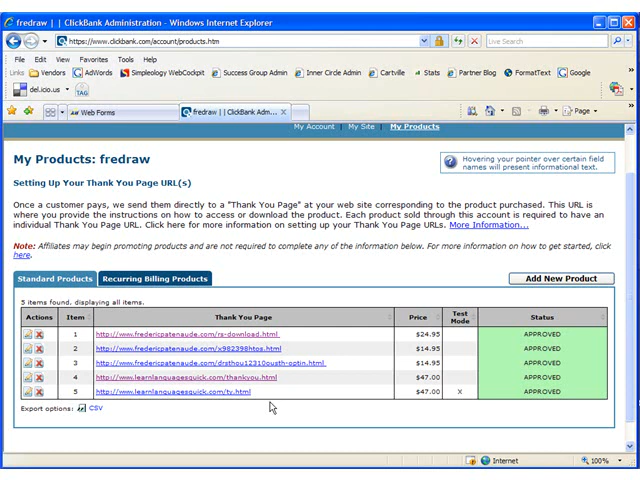 fredraw | | ClickBank Administration - Windows Internet Explorer
https://www.clickbank.com/account/products.htm
Live Search
File Edit View Favorites Tools Help
Links Vendors AdWords Simpleology WebCockpit Success Group Admin Inner Circle Admin Cartville Stats Partner Blog FormatText Google
del.icio.us TAG
Web Forms
fredraw | | ClickBank Adm...
Page
My Account | My Site | My Products
My Products: fredraw
Hovering your pointer over certain field
names will present informational text.
Setting Up Your Thank You Page URL(s)
Once a customer pays, we send them directly to a "Thank You Page" at your web site corresponding to the product purchased. This URL is
where you provide the instructions on how to access or download the product. Each product sold through this account is required to have an
individual Thank You Page URL. Click here for more information on setting up your Thank You Page URLs. More Information...
Note: Affiliates may begin promoting products and are not required to complete any of the information below. For more information on how to get started, click
here.
Standard Products Recurring Billing Products Add New Product
5 items found, displaying all items.
Actions Item Thank You Page Price Test Mode Status
1 http://www.fredericpatenaude.com/rs-download.html $24.95 APPROVED
2 http://www.fredericpatenaude.com/x982398htos.html $14.95 APPROVED
3 http://www.fredericpatenaude.com/drsthou12310ousth-optin.html $14.95 APPROVED
4 http://www.learnlanguagesquick.com/thankyou.html $47.00 APPROVED
5 http://www.learnlanguagesquick.com/ty.html $47.00 X APPROVED
Export options: CSV
Internet 100%